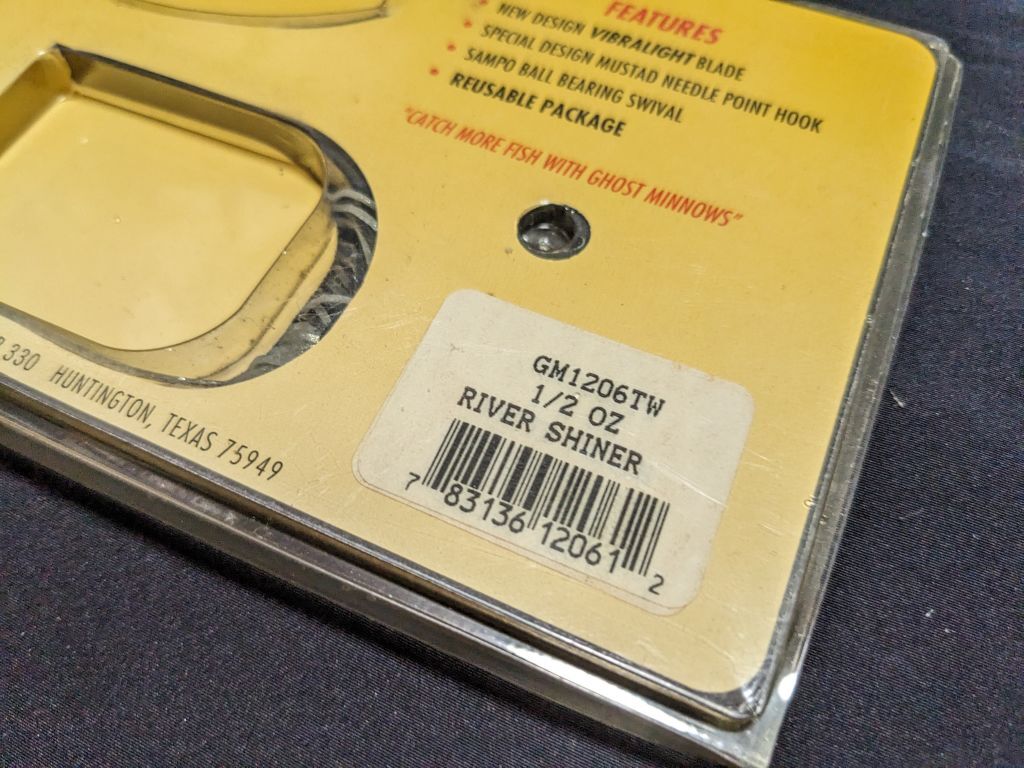 FEATURES
• NEW DESIGN VIBRALIGHT BLADE
• SPECIAL DESIGN MUSTAD NEEDLE POINT HOOK
• SAMPO BALL BEARING SWIVAL
• REUSABLE PACKAGE
"CATCH MORE FISH WITH GHOST MINNOWS"
330 HUNTINGTON, TEXAS 75949
GM1206TW
1/2 OZ
RIVER SHINER
7 83136 12061 2